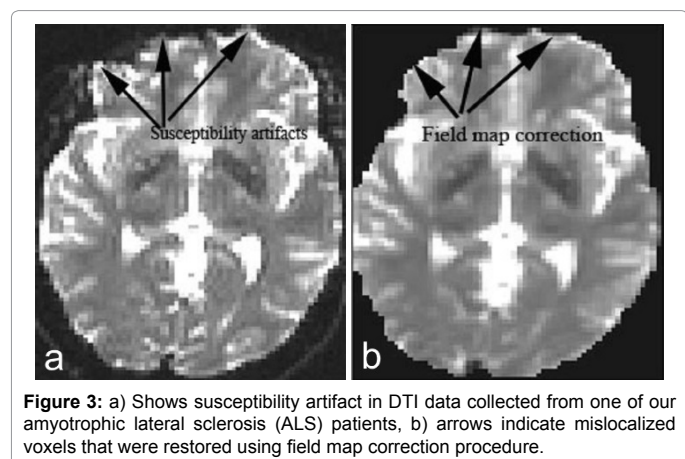 Susceptibility artifacts
Field map correction
a
b
Figure 3: a) Shows susceptibility artifact in DTI data collected from one of our
amyotrophic lateral sclerosis (ALS) patients, b) arrows indicate mislocalized
voxels that were restored using field map correction procedure.